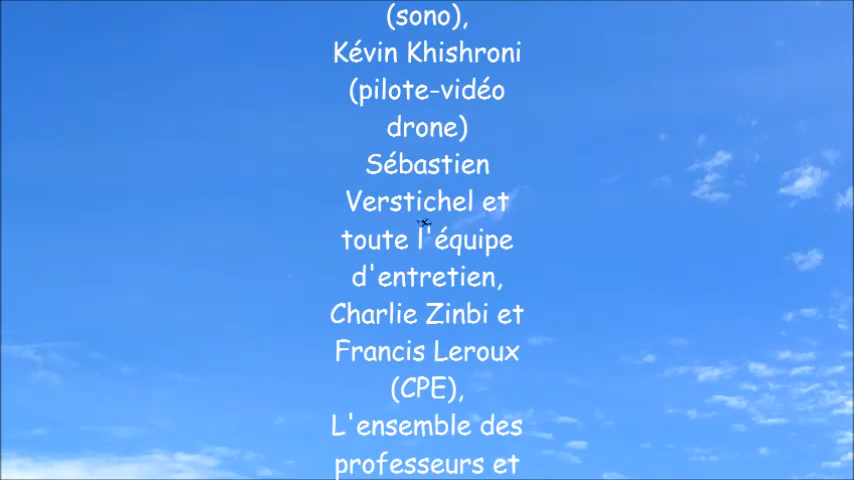 (sono),
Kévin Khishroni
(pilote-vidéo
drone)
Sébastien
Verstichel et
toute l'équipe
d'entretien,
Charlie Zinbi et
Francis Leroux
(CPE),
L'ensemble des
professeurs et